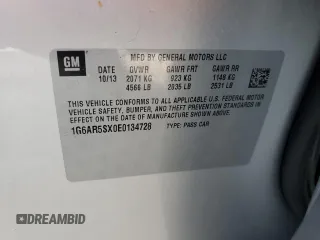 GM
MFD BY GENERAL MOTORS LLC
DATE GVWR GAWR FRT GAWR RR
10/13 2071 KG 923 KG 1148 KG
4566 LB 2035 LB 2531 LB
THIS VEHICLE CONFORMS TO ALL APPLICABLE U.S. FEDERAL MOTOR
VEHICLE SAFETY, BUMPER, AND THEFT PREVENTION STANDARDS
IN EFFECT ON THE DATE OF MANUFACTURE SHOWN ABOVE.
1G6AR5SX0E0134728 TYPE: PASS CAR
DREAMBID